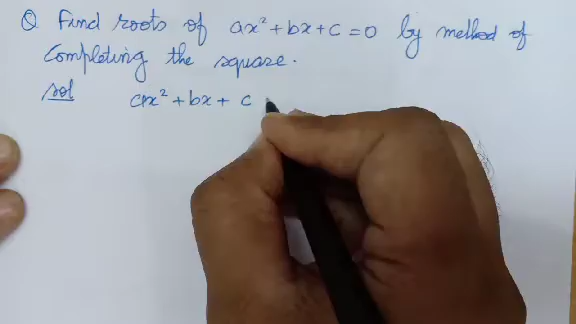 Q Find roots of ax² + bx + c = 0 by method of
Completing the square.
sol ax² + bx + c